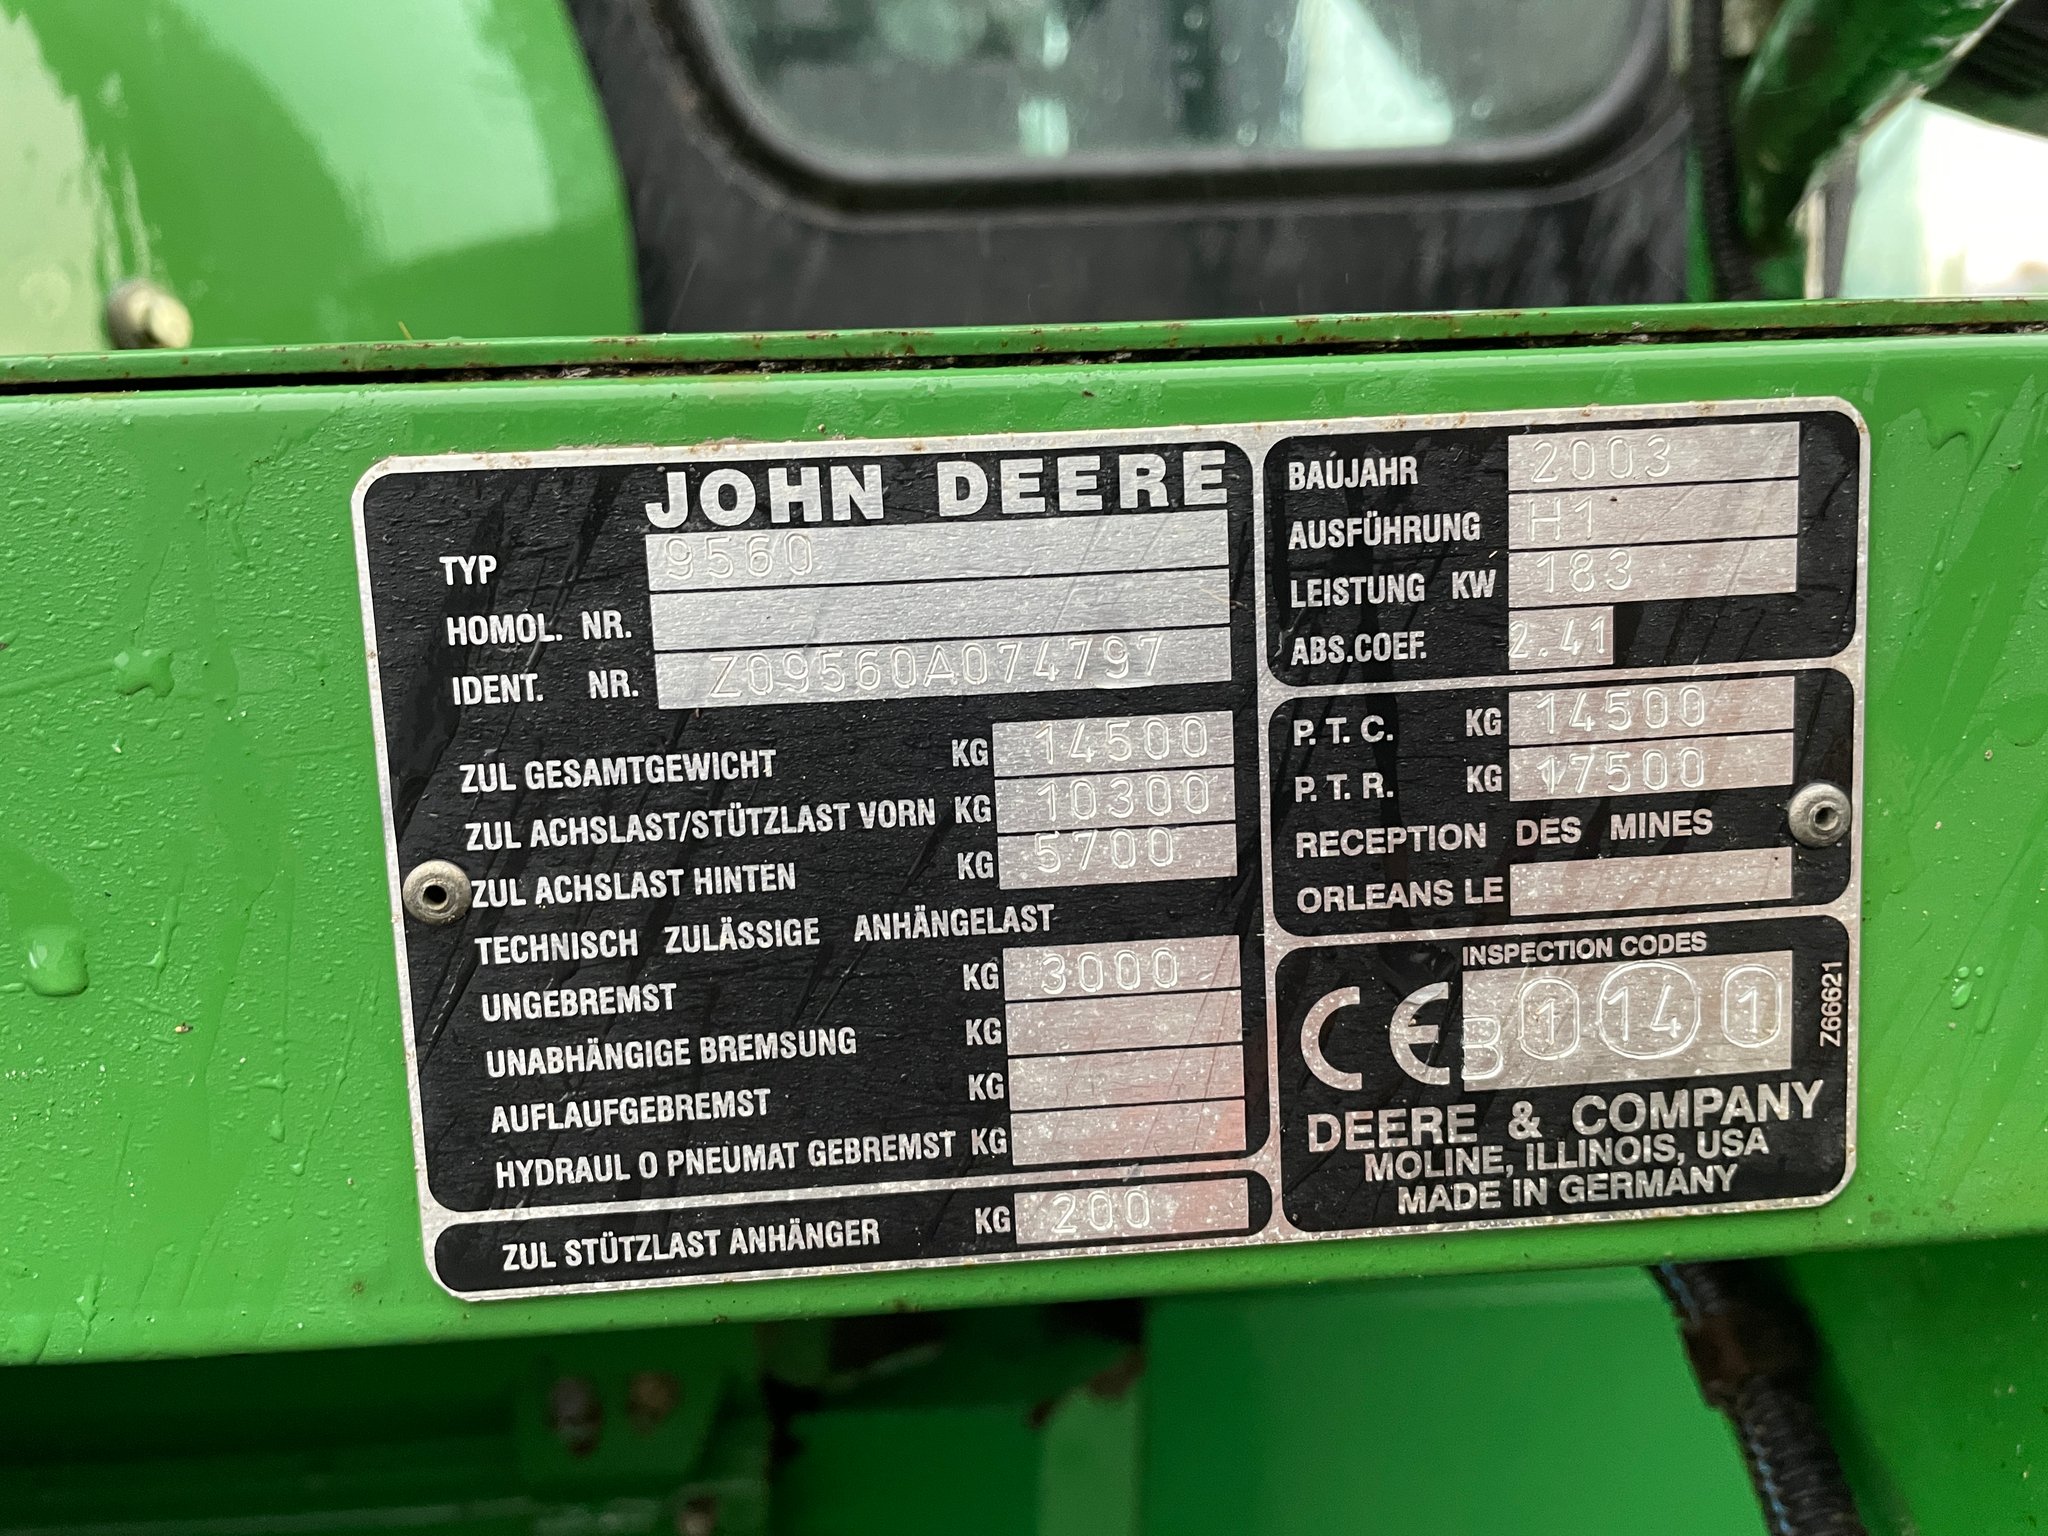 JOHN DEERE
TYP 9560
HOMOL. NR.
IDENT. NR. Z09560A074797
ZUL GESAMTGEWICHT KG 14500
ZUL ACHSLAST/STÜTZLAST VORN KG 10300
ZUL ACHSLAST HINTEN KG 5700
TECHNISCH ZULÄSSIGE ANHÄNGELAST
UNGEBREMST KG 3000
UNABHÄNGIGE BREMSUNG KG
AUFLAUFGEBREMST KG
HYDRAUL O PNEUMAT GEBREMST KG
ZUL STÜTZLAST ANHÄNGER KG 200
BAUJAHR 2003
AUSFÜHRUNG H1
LEISTUNG KW 183
ABS.COEF. 2.41
P. T. C. KG 14500
P. T. R. KG 17500
RECEPTION DES MINES
ORLEANS LE
INSPECTION CODES
CE B 1 14 1
Z66621
DEERE & COMPANY
MOLINE, ILLINOIS, USA
MADE IN GERMANY